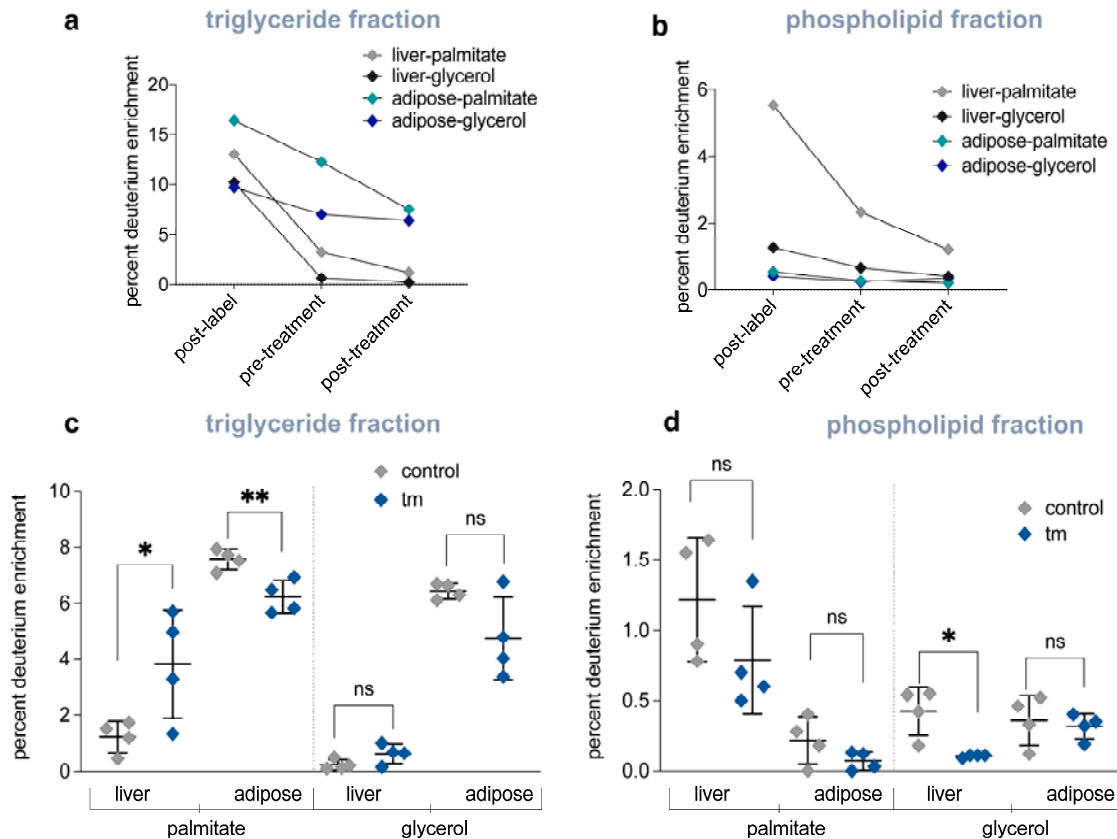 a
triglyceride fraction
liver-palmitate
liver-glycerol
adipose-palmitate
adipose-glycerol
percent deuterium enrichment
20
15
10
5
0
post-label
pre-treatment
post-treatment
b
phospholipid fraction
liver-palmitate
liver-glycerol
adipose-palmitate
adipose-glycerol
percent deuterium enrichment
6
4
2
0
post-label
pre-treatment
post-treatment
c
triglyceride fraction
control
tm
percent deuterium enrichment
10
8
6
4
2
0
*
**
ns
ns
liver
adipose
liver
adipose
palmitate
glycerol
d
phospholipid fraction
control
tm
percent deuterium enrichment
2.0
1.5
1.0
0.5
0.0
ns
ns
*
ns
liver
adipose
liver
adipose
palmitate
glycerol